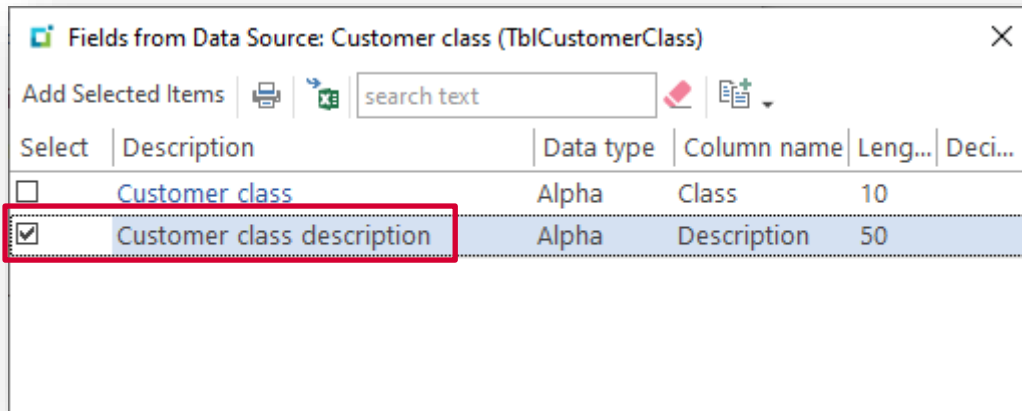 Fields from Data Source: Customer class (TblCustomerClass)
Add Selected Items search text
Select Description Data type Column name Leng... Deci...
Customer class Alpha Class 10
Customer class description Alpha Description 50